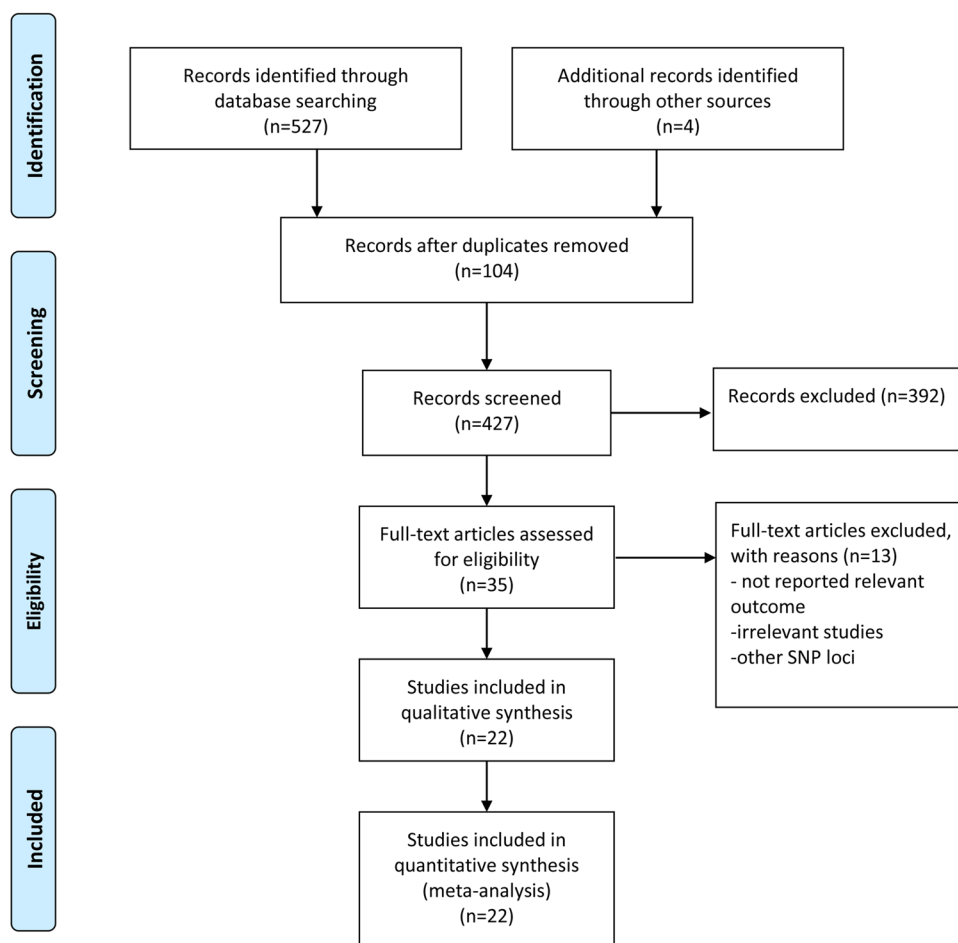 Identification
Records identified through
database searching
(n=527)
Additional records identified
through other sources
(n=4)
Records after duplicates removed
(n=104)
Screening
Records screened
(n=427)
Records excluded (n=392)
Eligibility
Full-text articles assessed
for eligibility
(n=35)
Full-text articles excluded,
with reasons (n=13)
- not reported relevant
outcome
-irrelevant studies
-other SNP loci
Studies included in
qualitative synthesis
(n=22)
Included
Studies included in
quantitative synthesis
(meta-analysis)
(n=22)